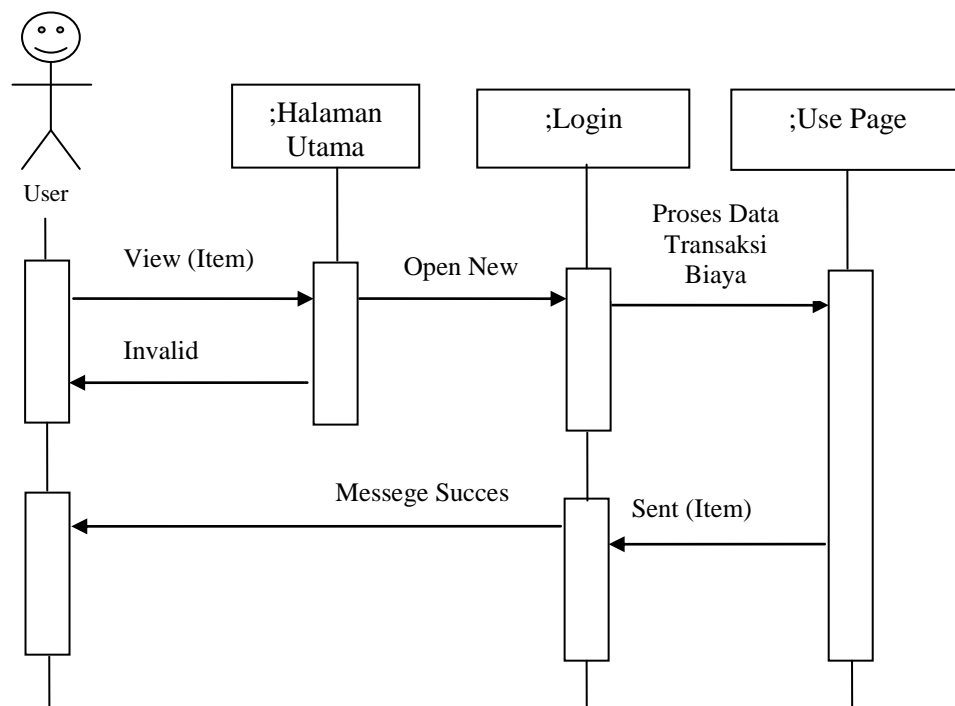 ;Halaman
Utama
;Login
;Use Page
User
View (Item)
Open New
Proses Data
Transaksi
Biaya
Invalid
Messege Succes
Sent (Item)